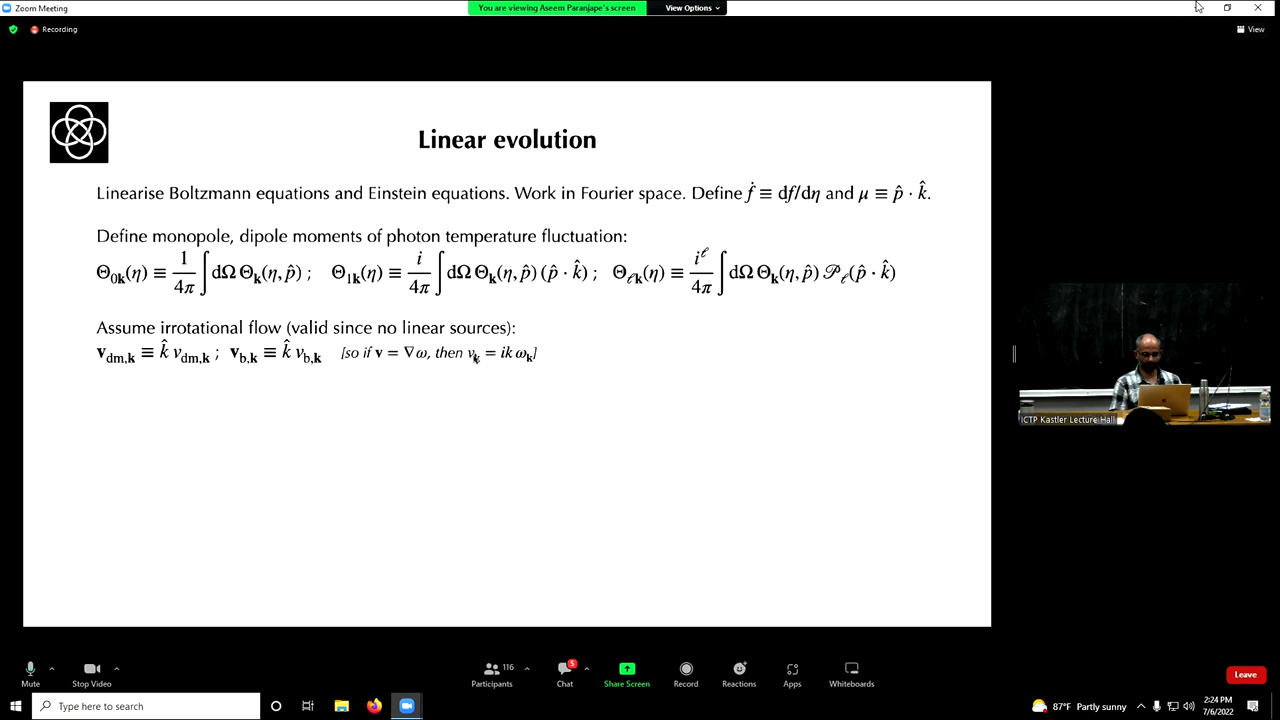 Zoom Meeting
You are viewing Aseem Paranjape's screen
View Options
Recording
View
Linear evolution
Linearise Boltzmann equations and Einstein equations. Work in Fourier space. Define ḟ ≡ df/dη and μ ≡ p̂ · k̂.
Define monopole, dipole moments of photon temperature fluctuation:
Θ₀𝐤(η) ≡ 1/4π ∫ dΩ Θ𝐤(η, p̂) ; Θ₁𝐤(η) ≡ i/4π ∫ dΩ Θ𝐤(η, p̂) (p̂ · k̂) ; Θℓ𝐤(η) ≡ i^ℓ/4π ∫ dΩ Θ𝐤(η, p̂) 𝒫ℓ(p̂ · k̂)
Assume irrotational flow (valid since no linear sources):
𝐯dm,𝐤 ≡ k̂ vdm,𝐤 ; 𝐯b,𝐤 ≡ k̂ vb,𝐤 [so if 𝐯 = ∇ω, then v𝐤 = ik ω𝐤]
ICTP Kastler Lecture Hall
Mute
Stop Video
116
Participants
5
Chat
Share Screen
Record
Reactions
Apps
Whiteboards
Leave
Type here to search
87°F Partly sunny
2:24 PM
7/6/2022